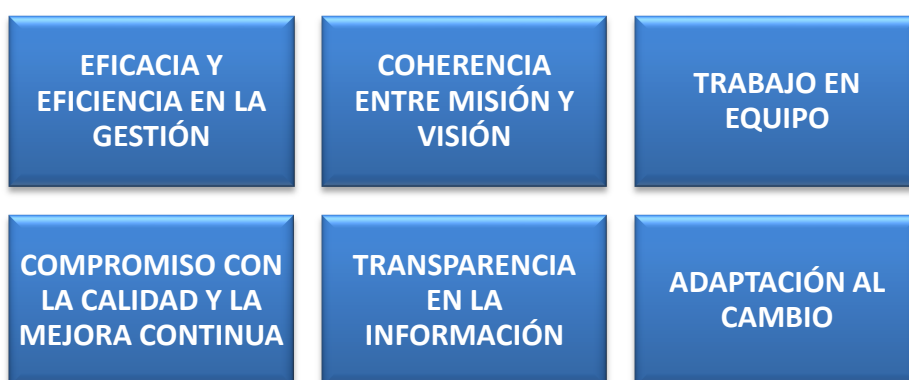 EFICACIA Y
EFICIENCIA EN LA
GESTIÓN
COHERENCIA
ENTRE MISIÓN Y
VISIÓN
TRABAJO EN
EQUIPO
COMPROMISO CON
LA CALIDAD Y LA
MEJORA CONTINUA
TRANSPARENCIA
EN LA
INFORMACIÓN
ADAPTACIÓN AL
CAMBIO